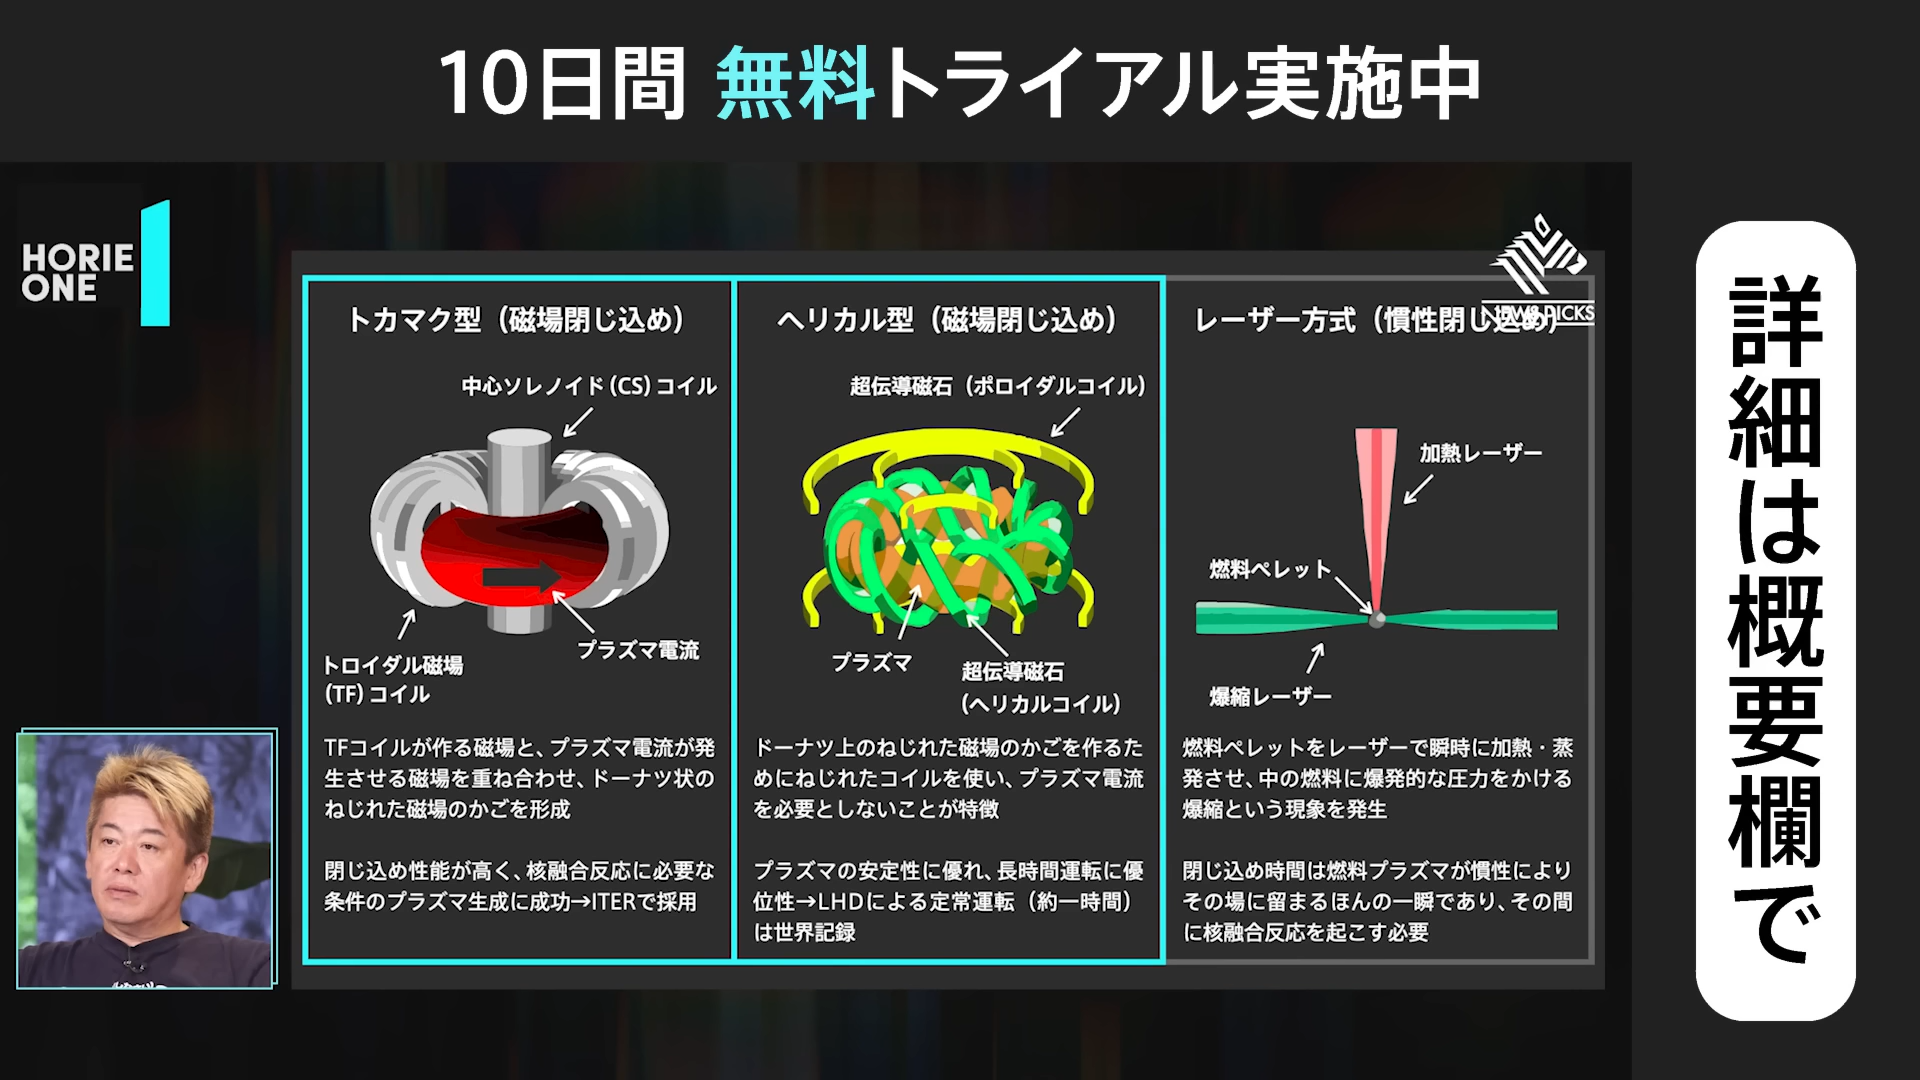 10日間 無料トライアル実施中
HORIE
ONE
NEWS PICKS
トカマク型（磁場閉じ込め）
中心ソレノイド（CS）コイル
プラズマ電流
トロイダル磁場
（TF）コイル
TFコイルが作る磁場と、プラズマ電流が発
生させる磁場を重ね合わせ、ドーナツ状の
ねじれた磁場のかごを形成
閉じ込め性能が高く、核融合反応に必要な
条件のプラズマ生成に成功→ITERで採用
ヘリカル型（磁場閉じ込め）
超伝導磁石（ポロイダルコイル）
プラズマ
超伝導磁石
（ヘリカルコイル）
ドーナツ上のねじれた磁場のかごを作るた
めにねじれたコイルを使い、プラズマ電流
を必要としないことが特徴
プラズマの安定性に優れ、長時間運転に優
位性→LHDによる定常運転（約一時間）
は世界記録
レーザー方式（慣性閉じ込め）
加熱レーザー
燃料ペレット
爆縮レーザー
燃料ペレットをレーザーで瞬時に加熱・蒸
発させ、中の燃料に爆発的な圧力をかける
爆縮という現象を発生
閉じ込め時間は燃料プラズマが慣性により
その場に留まるほんの一瞬であり、その間
に核融合反応を起こす必要
詳細は概要欄で